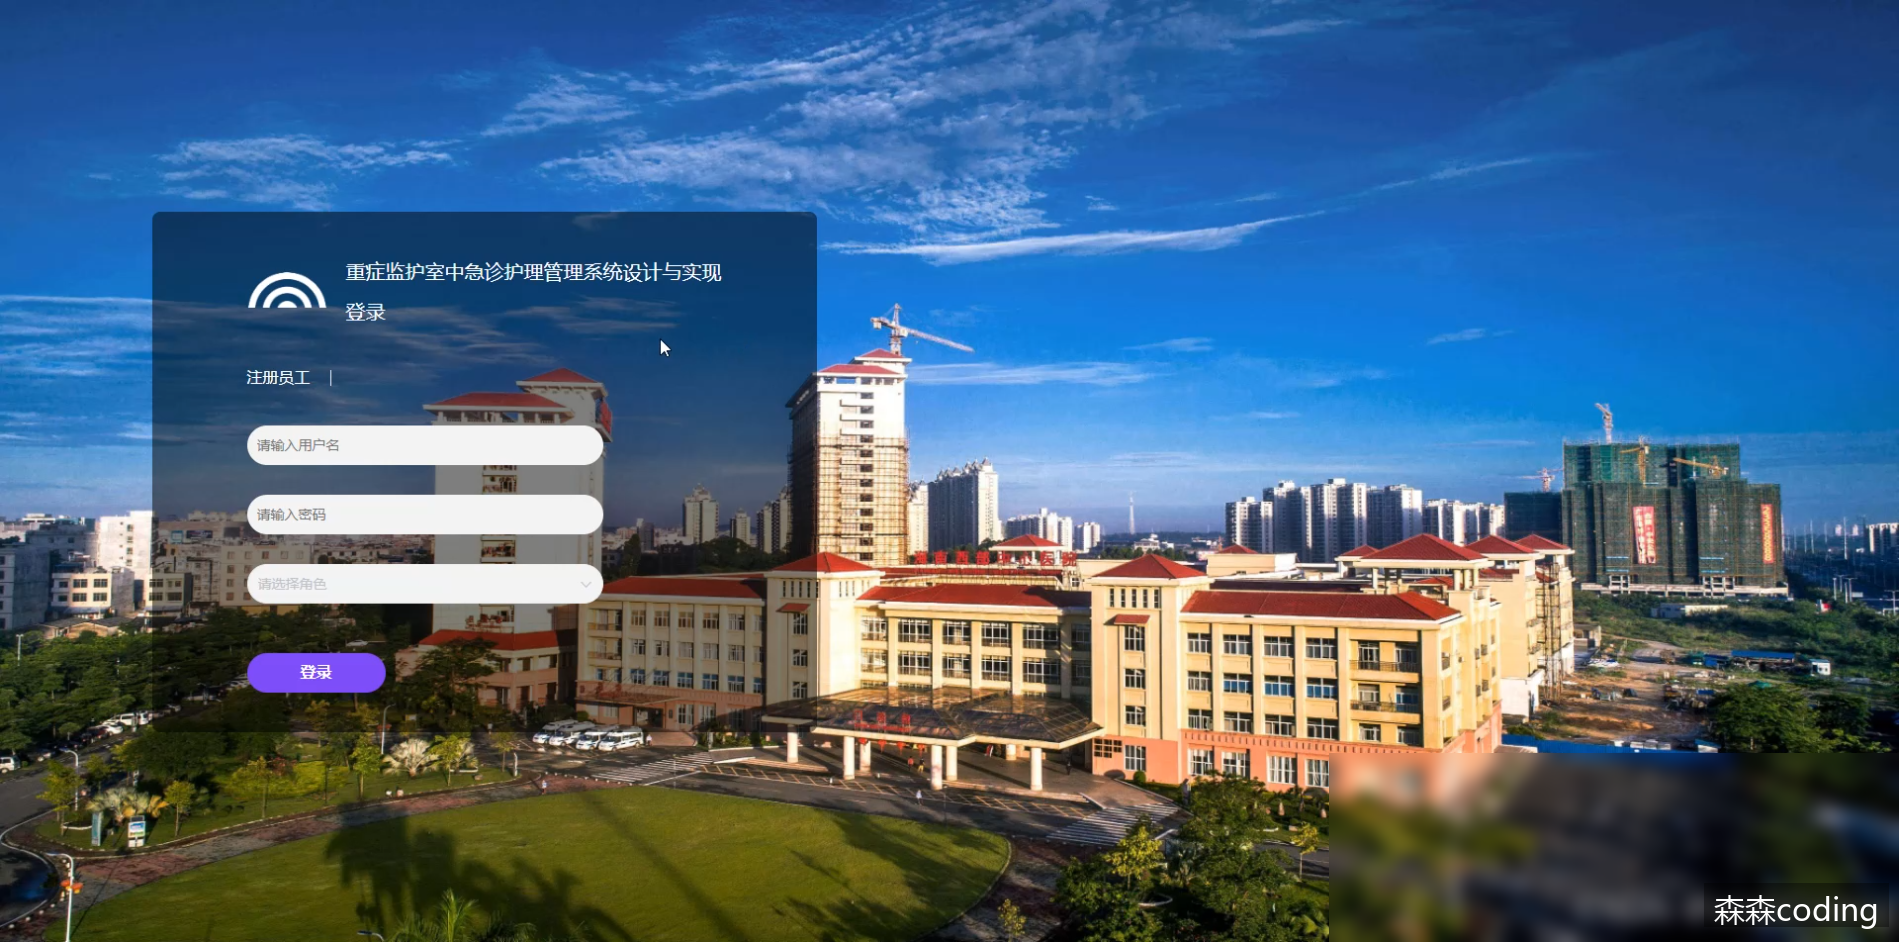 重症监护室中急诊护理管理系统设计与实现
登录
注册员工 |
请输入用户名
请输入密码
请选择角色
登录
森森coding